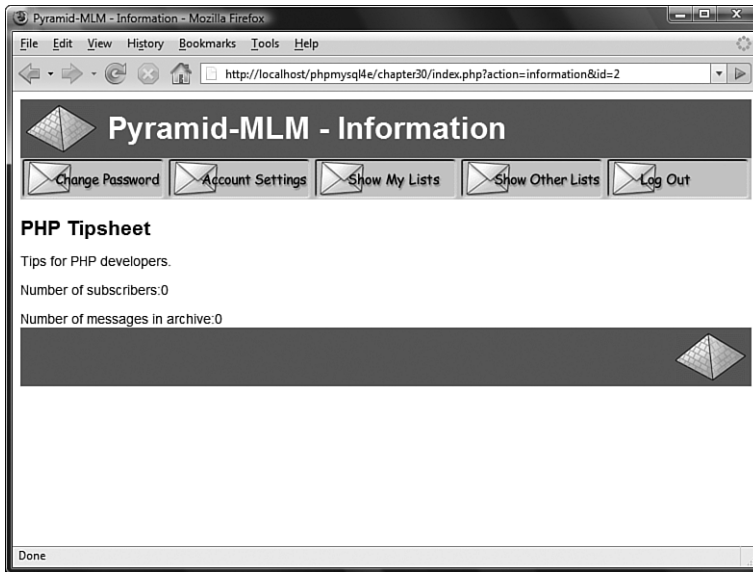 Pyramid-MLM - Information - Mozilla Firefox
File Edit View History Bookmarks Tools Help
http://localhost/phpmysql4e/chapter30/index.php?action=information&id=2
Pyramid-MLM - Information
Change Password Account Settings Show My Lists Show Other Lists Log Out
PHP Tipsheet
Tips for PHP developers.
Number of subscribers:0
Number of messages in archive:0
Done